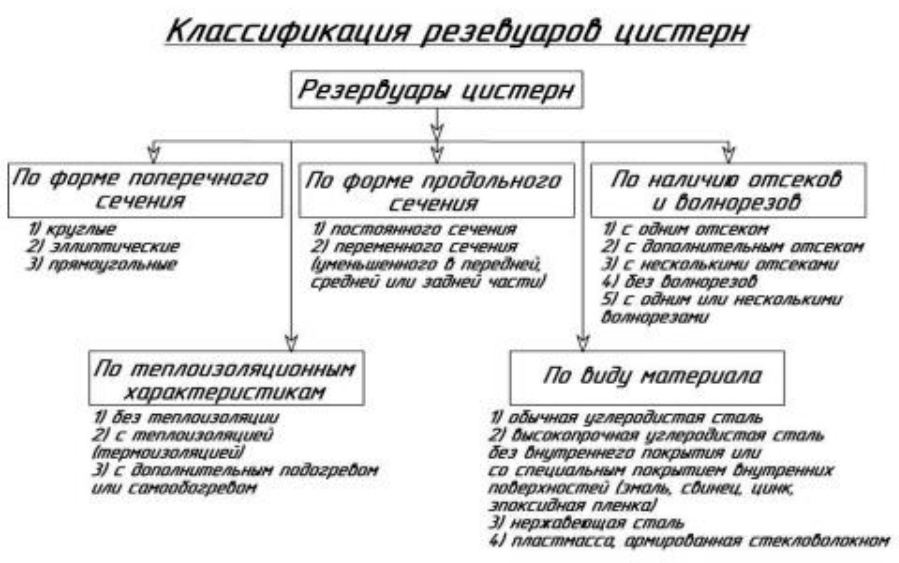 Классификация резевуаров цистерн
Резервуары цистерн
По форме поперечного
сечения
1) круглые
2) эллиптические
3) прямоугольные
По форме продольного
сечения
1) постоянного сечения
2) переменного сечения
(уменьшенного в передней,
средней или задней части)
По наличию отсеков
и волнорезов
1) с одним отсеком
2) с дополнительным отсеком
3) с несколькими отсеками
4) без волнорезов
5) с одним или несколькими
волнорезами
По теплоизоляционным
характеристикам
1) без теплоизоляции
2) с теплоизоляцией
(термоизоляцией)
3) с дополнительным подогревом
или самообогревом
По виду материала
1) обычная углеродистая сталь
2) высокопрочная углеродистая сталь
без внутреннего покрытия или
со специальным покрытием внутренних
поверхностей (эмаль, свинец, цинк,
эпоксидная пленка)
3) нержавеющая сталь
4) пластмасса, армированная стекловолокном